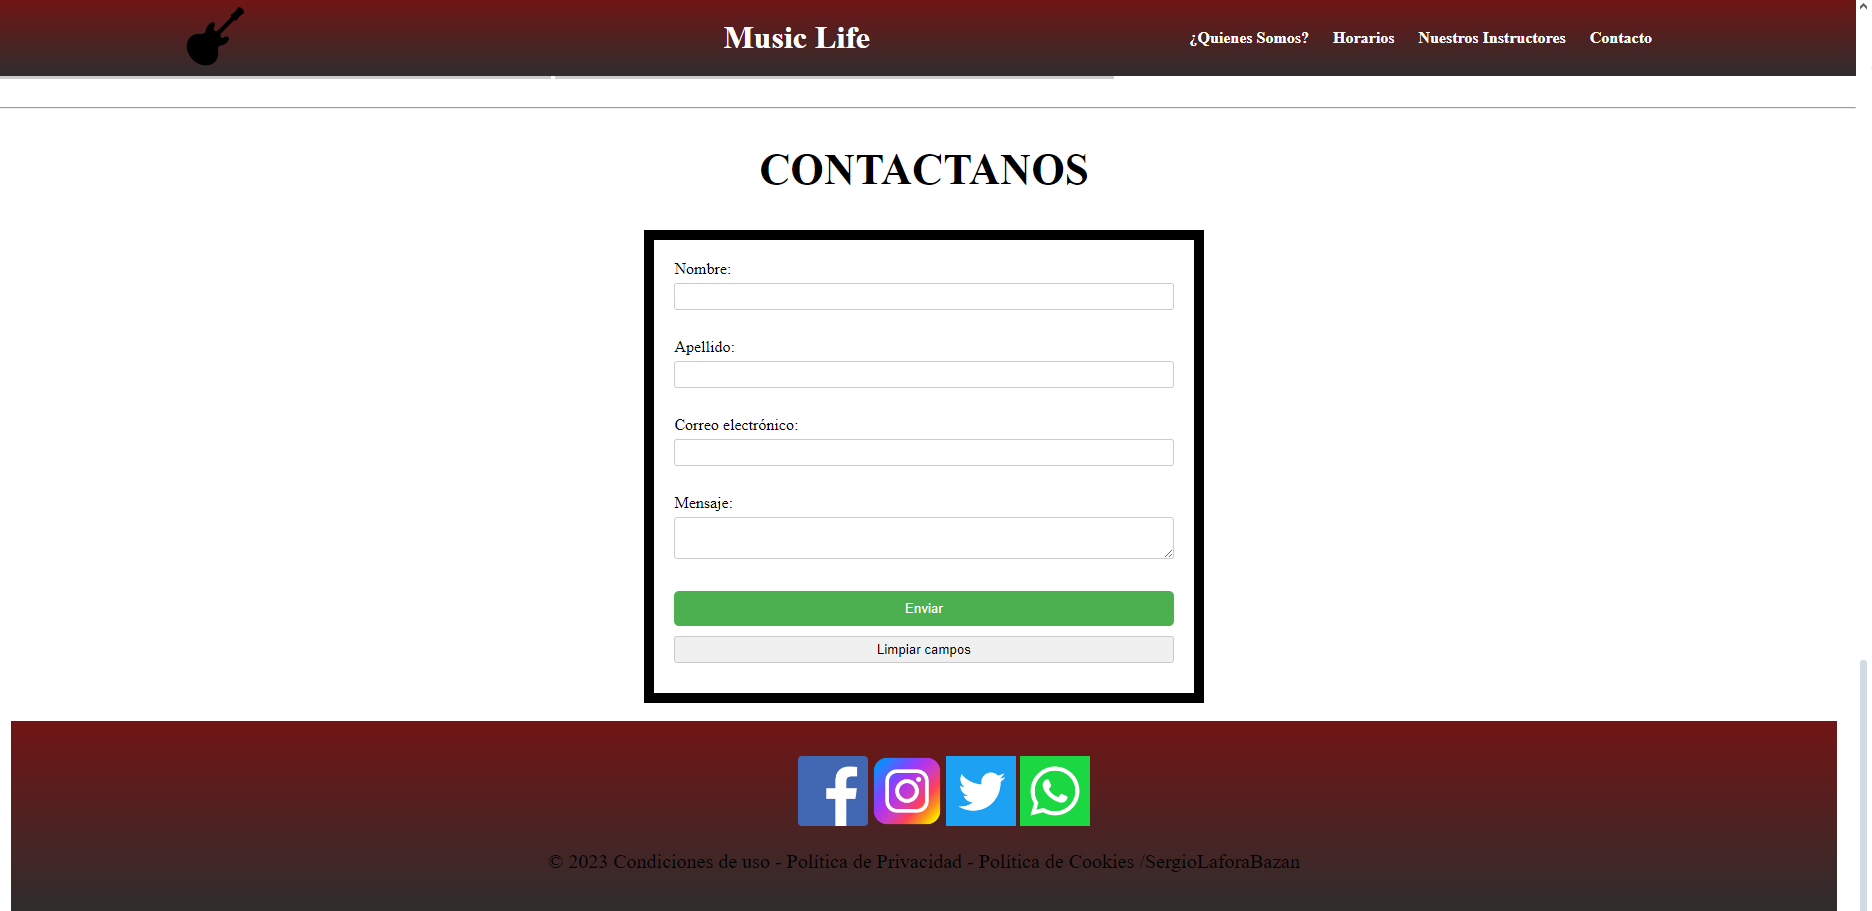 Music Life
¿Quienes Somos? Horarios Nuestros Instructores Contacto
CONTACTANOS
Nombre:
Apellido:
Correo electrónico:
Mensaje:
Enviar
Limpiar campos
© 2023 Condiciones de uso - Política de Privacidad - Política de Cookies /SergioLaforaBazan